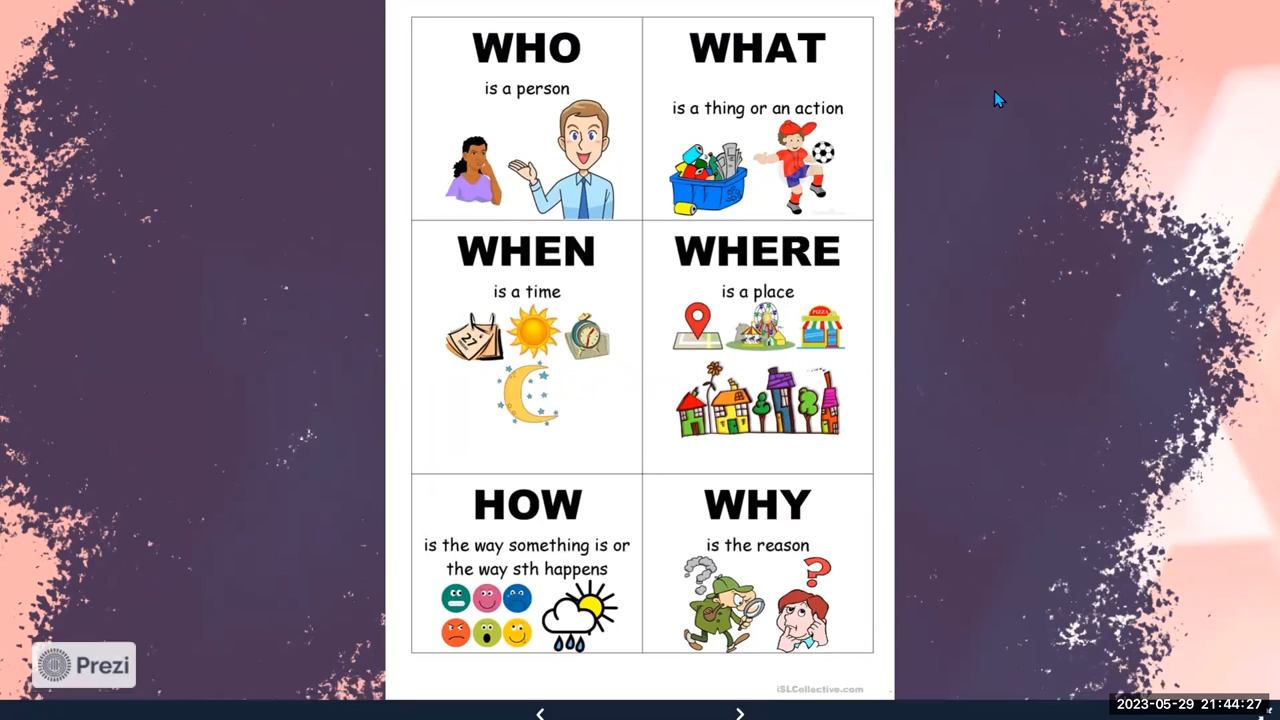 WHO
is a person
WHAT
is a thing or an action
WHEN
is a time
27
WHERE
is a place
PIZZA
HOW
is the way something is or
the way sth happens
WHY
is the reason
Prezi
iSLCollective.com
2023-05-29 21:44:27